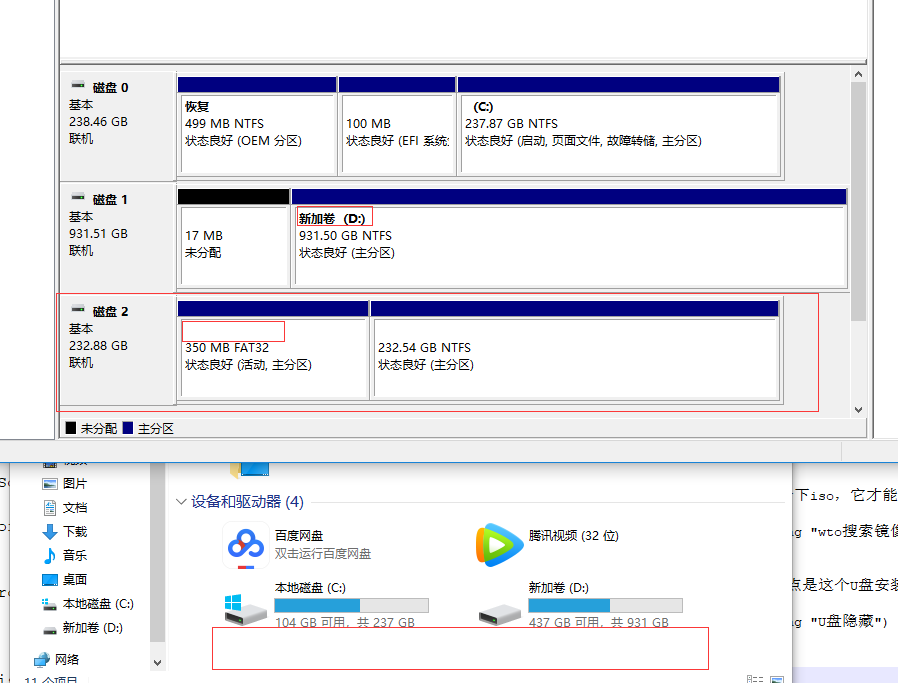 磁盘 0
基本
238.46 GB
联机
恢复
499 MB NTFS
状态良好 (OEM 分区)
100 MB
状态良好 (EFI 系统
(C:)
237.87 GB NTFS
状态良好 (启动, 页面文件, 故障转储, 主分区)
磁盘 1
基本
931.51 GB
联机
17 MB
未分配
新加卷 (D:)
931.50 GB NTFS
状态良好 (主分区)
磁盘 2
基本
232.88 GB
联机
350 MB FAT32
状态良好 (活动, 主分区)
232.54 GB NTFS
状态良好 (主分区)
未分配 主分区
图片
文档
下载
音乐
桌面
本地磁盘 (C:)
新加卷 (D:)
网络
11 个项目
设备和驱动器 (4)
百度网盘
双击运行百度网盘
腾讯视频 (32 位)
本地磁盘 (C:)
104 GB 可用，共 237 GB
新加卷 (D:)
437 GB 可用，共 931 GB
下iso，它才能
ng "wto搜索镜像
点是这个U盘安装
ng "U盘隐藏")